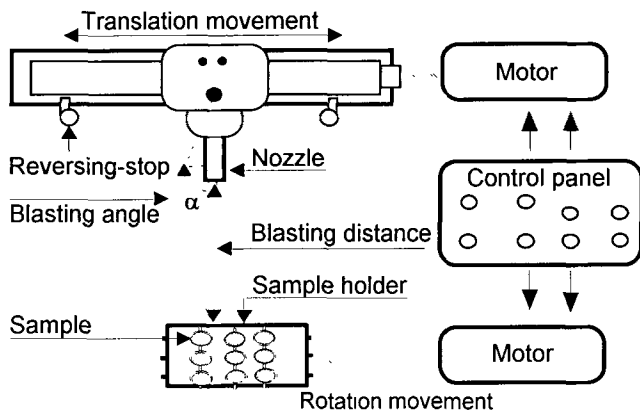 Translation movement
Motor
Reversing-stop
Nozzle
Blasting angle
α
Control panel
Blasting distance
Sample holder
Sample
Motor
Rotation movement